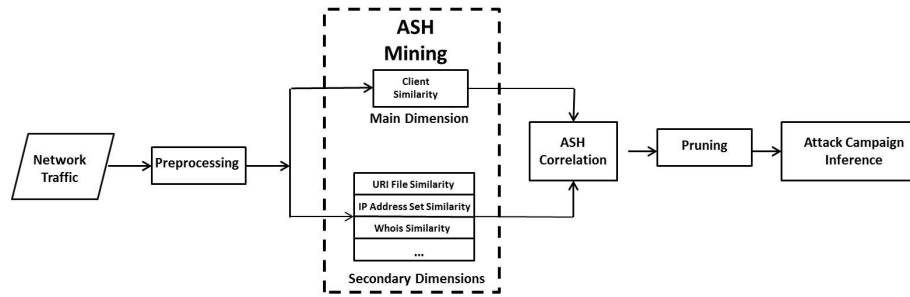 ASH
Mining
Client
Similarity
Main Dimension
Network
Traffic
Preprocessing
ASH
Correlation
Pruning
Attack Campaign
Inference
URI File Similarity
IP Address Set Similarity
Whois Similarity
...
Secondary Dimensions